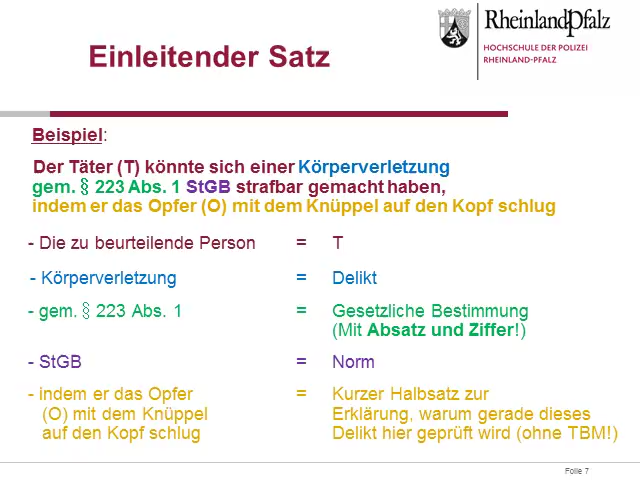 Einleitender Satz
RheinlandPfalz
HOCHSCHULE DER POLIZEI
RHEINLAND-PFALZ
Beispiel:
Der Täter (T) könnte sich einer Körperverletzung
gem. § 223 Abs. 1 StGB strafbar gemacht haben,
indem er das Opfer (O) mit dem Knüppel auf den Kopf schlug
- Die zu beurteilende Person = T
- Körperverletzung = Delikt
- gem. § 223 Abs. 1 = Gesetzliche Bestimmung
(Mit Absatz und Ziffer!)
- StGB = Norm
- indem er das Opfer = Kurzer Halbsatz zur
(O) mit dem Knüppel Erklärung, warum gerade dieses
auf den Kopf schlug Delikt hier geprüft wird (ohne TBM!)
Folie 7